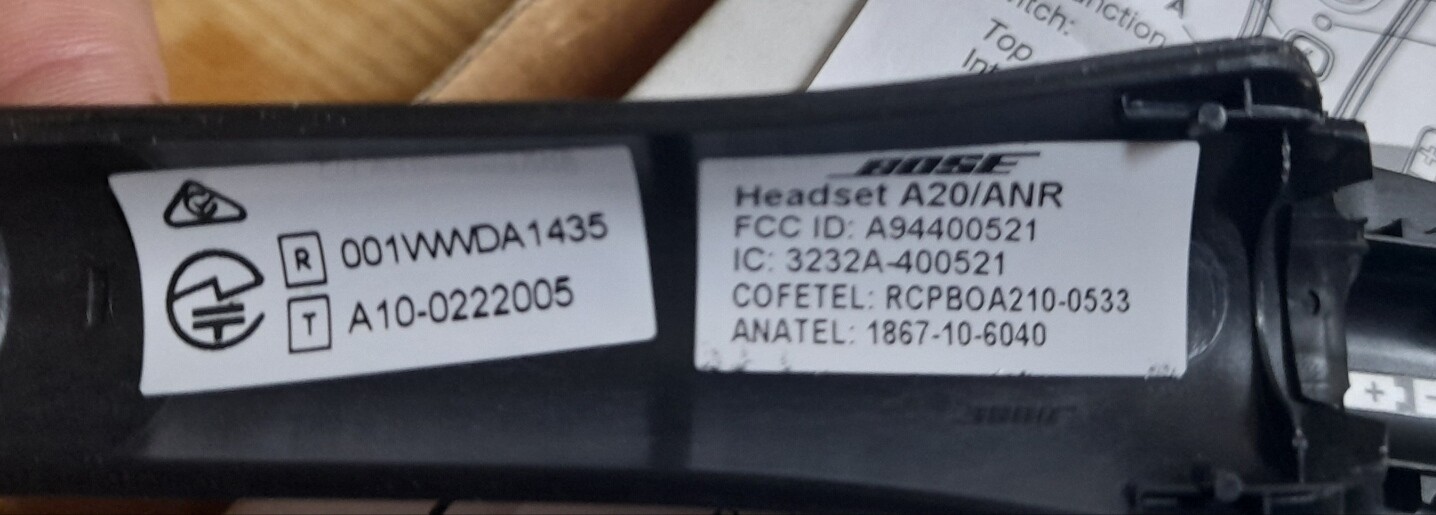 R 001WWDA1435
T A10-0222005
BOSE
Headset A20/ANR
FCC ID: A94400521
IC: 3232A-400521
COFETEL: RCPBOA210-0533
ANATEL: 1867-10-6040
Top
+